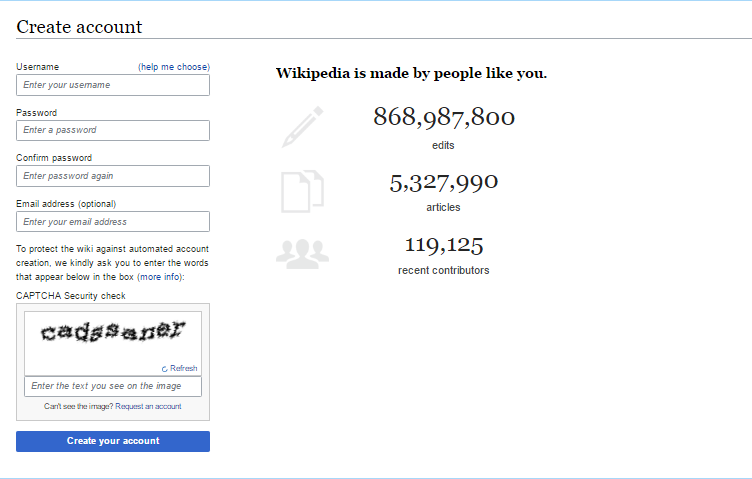 Create account
Username (help me choose)
Enter your username
Password
Enter a password
Confirm password
Enter password again
Email address (optional)
Enter your email address
To protect the wiki against automated account
creation, we kindly ask you to enter the words
that appear below in the box (more info):
CAPTCHA Security check
cadssaner
Refresh
Enter the text you see on the image
Can't see the image? Request an account
Create your account
Wikipedia is made by people like you.
868,987,800
edits
5,327,990
articles
119,125
recent contributors